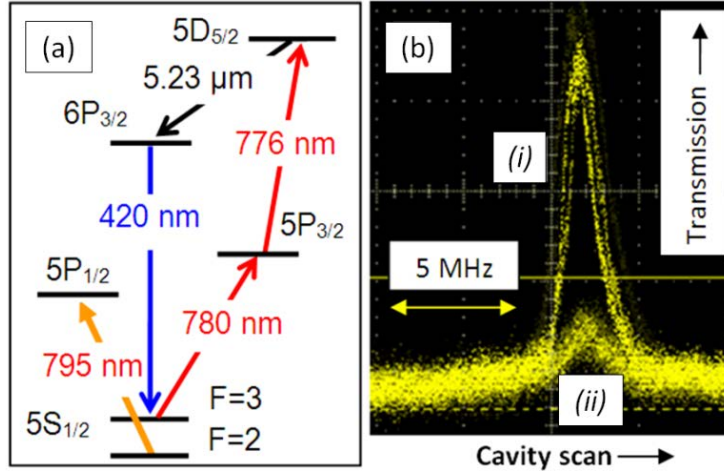 (a)
5D5/2
5.23 µm
6P3/2
776 nm
420 nm
5P3/2
5P1/2
780 nm
795 nm
F=3
5S1/2
F=2
(b)
Transmission
(i)
5 MHz
(ii)
Cavity scan